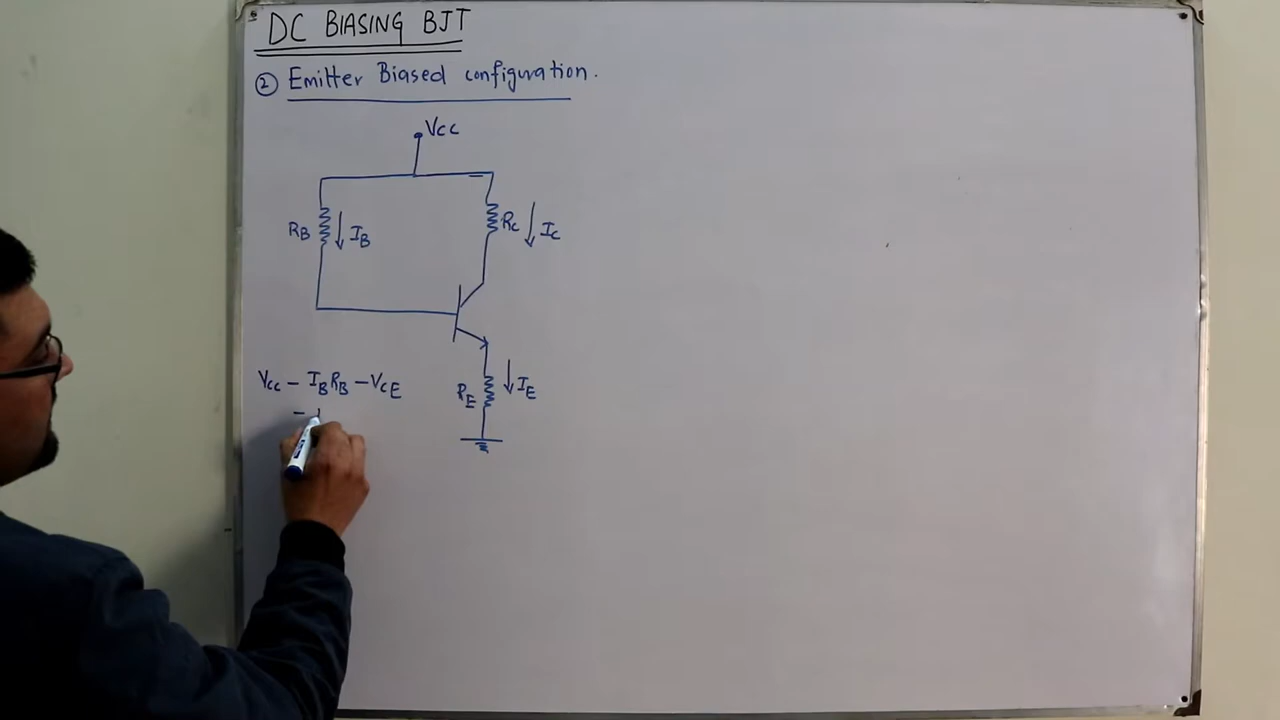 DC BIASING BJT
② Emitter Biased configuration.
VCC
RB
IB
RC
IC
VCC – IBRB – VCE
–
RE
IE